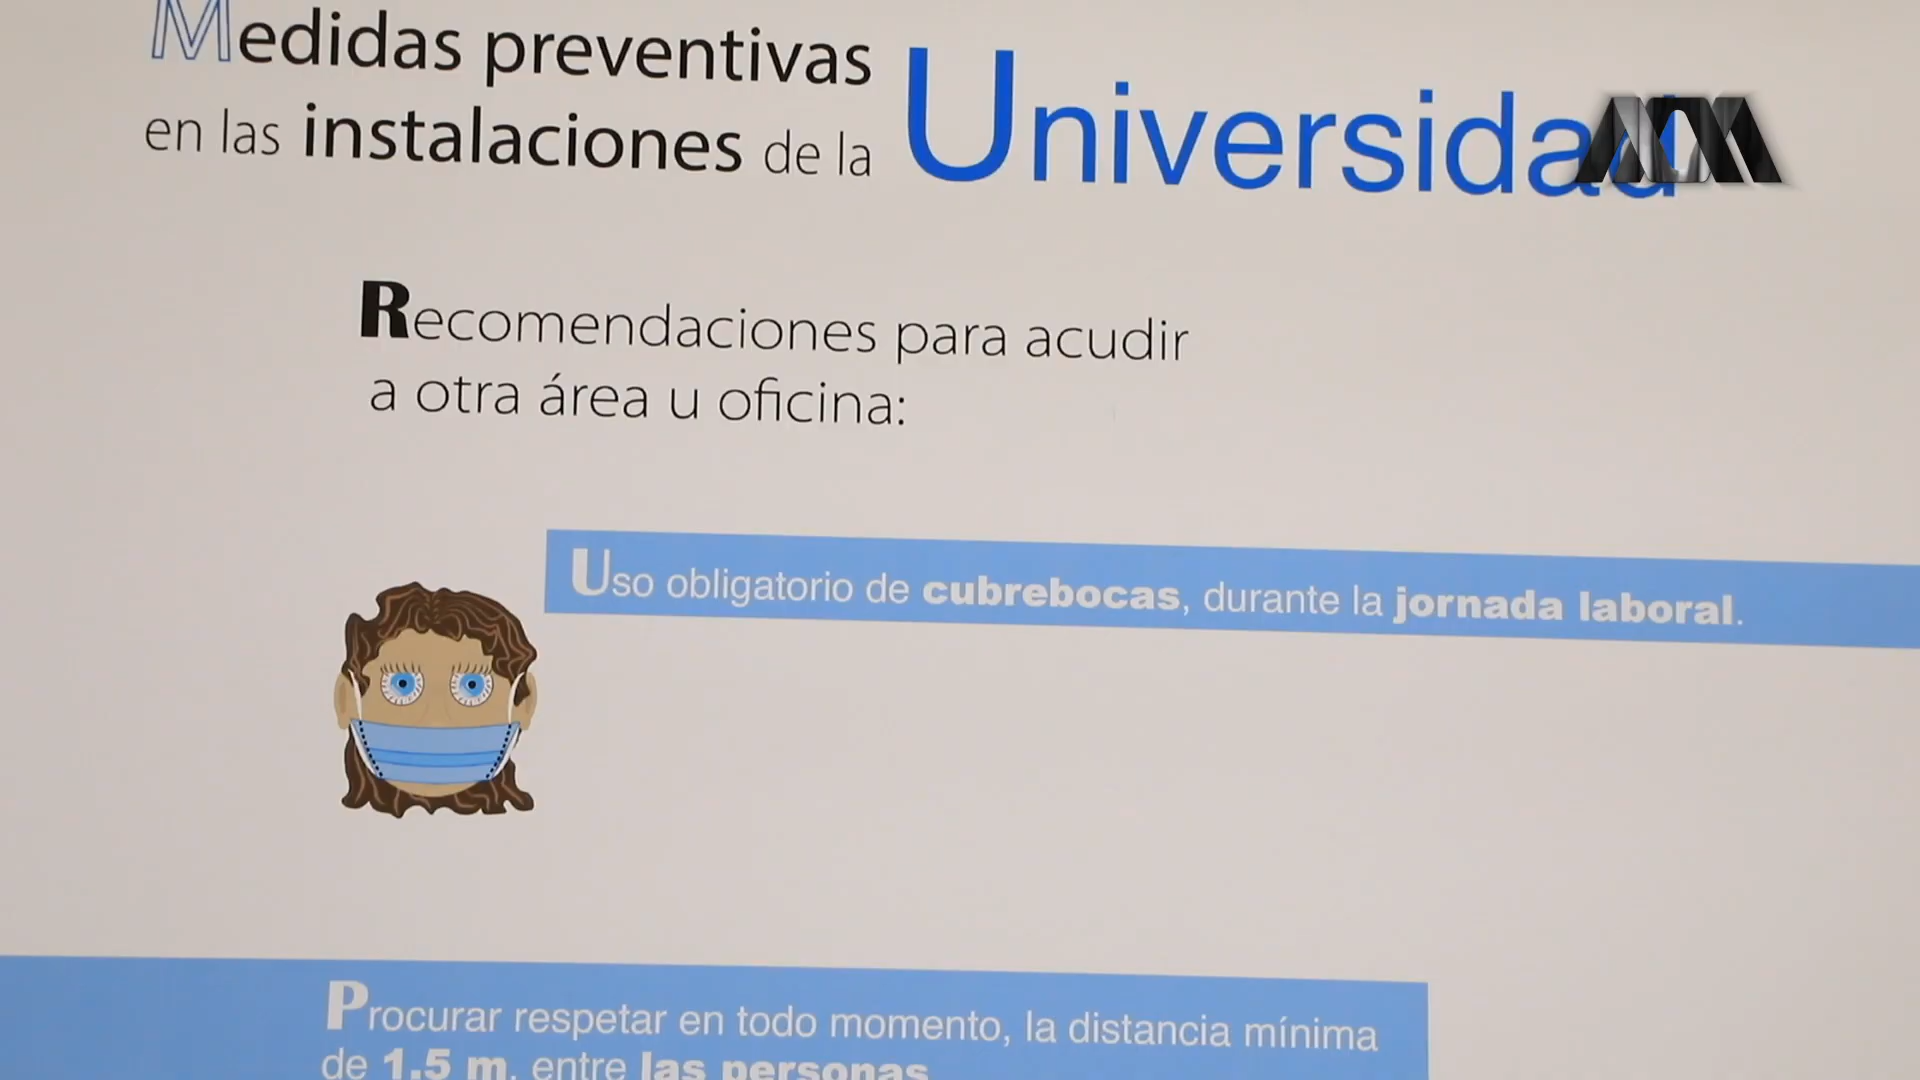 Medidas preventivas
en las instalaciones de la Universidad
Recomendaciones para acudir
a otra área u oficina:
Uso obligatorio de cubrebocas, durante la jornada laboral.
Procurar respetar en todo momento, la distancia mínima
de 1.5 m. entre las personas